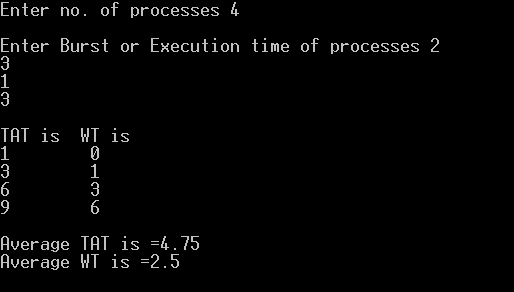 Enter no. of processes 4
Enter Burst or Execution time of processes 2
3
1
3
TAT is  WT is
1        0
3        1
6        3
9        6
Average TAT is =4.75
Average WT is =2.5